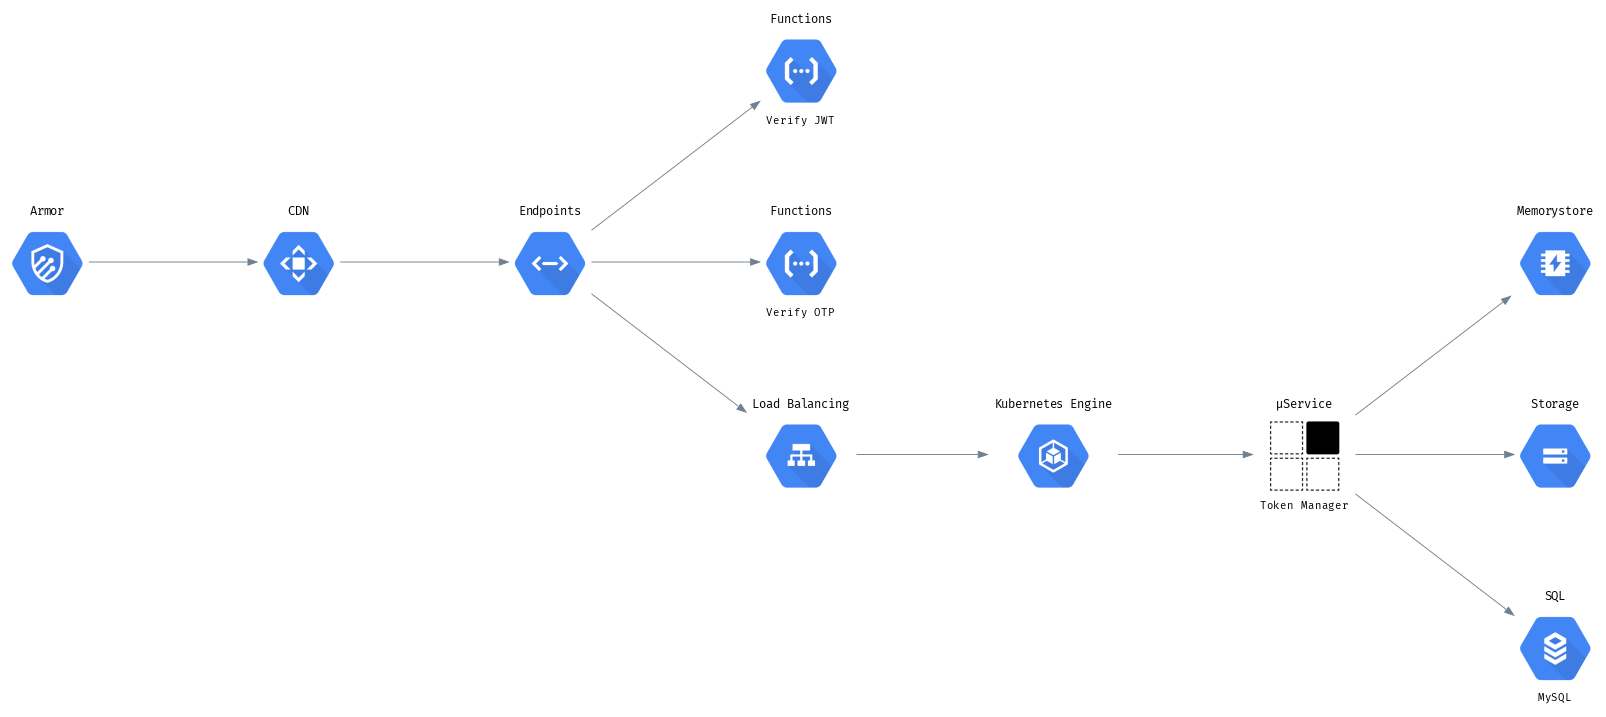 Functions
Verify JWT
Armor
CDN
Endpoints
Functions
Verify OTP
Memorystore
Load Balancing
Kubernetes Engine
µService
Token Manager
Storage
SQL
MySQL